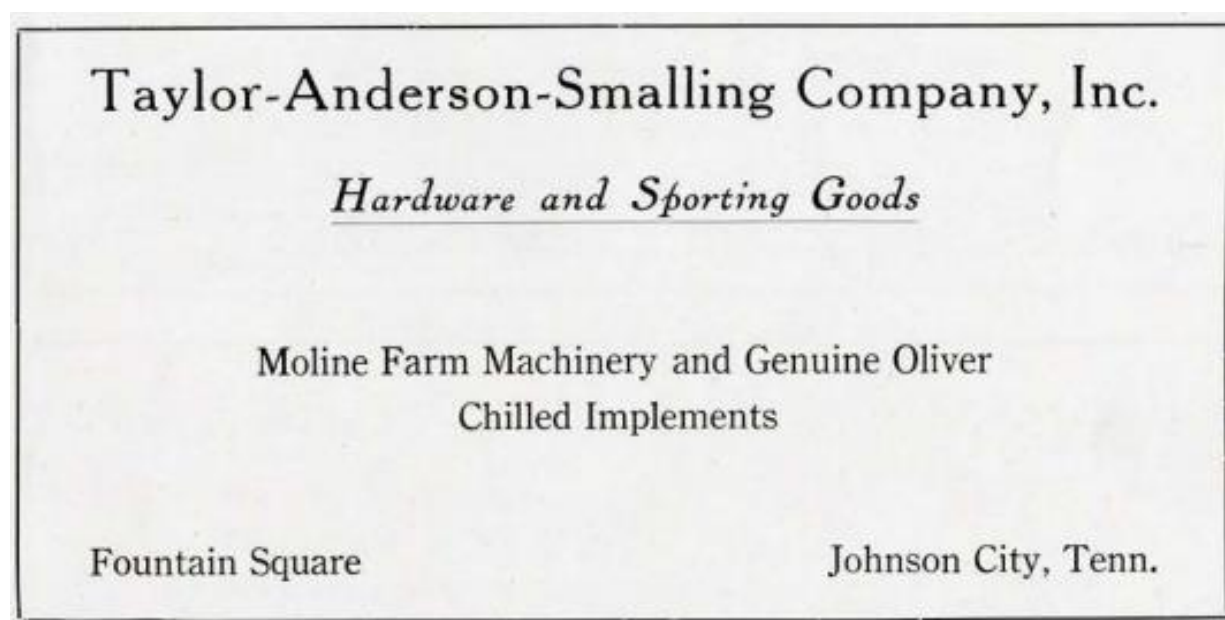 Taylor-Anderson-Smalling Company, Inc.
Hardware and Sporting Goods
Moline Farm Machinery and Genuine Oliver
Chilled Implements
Fountain Square
Johnson City, Tenn.